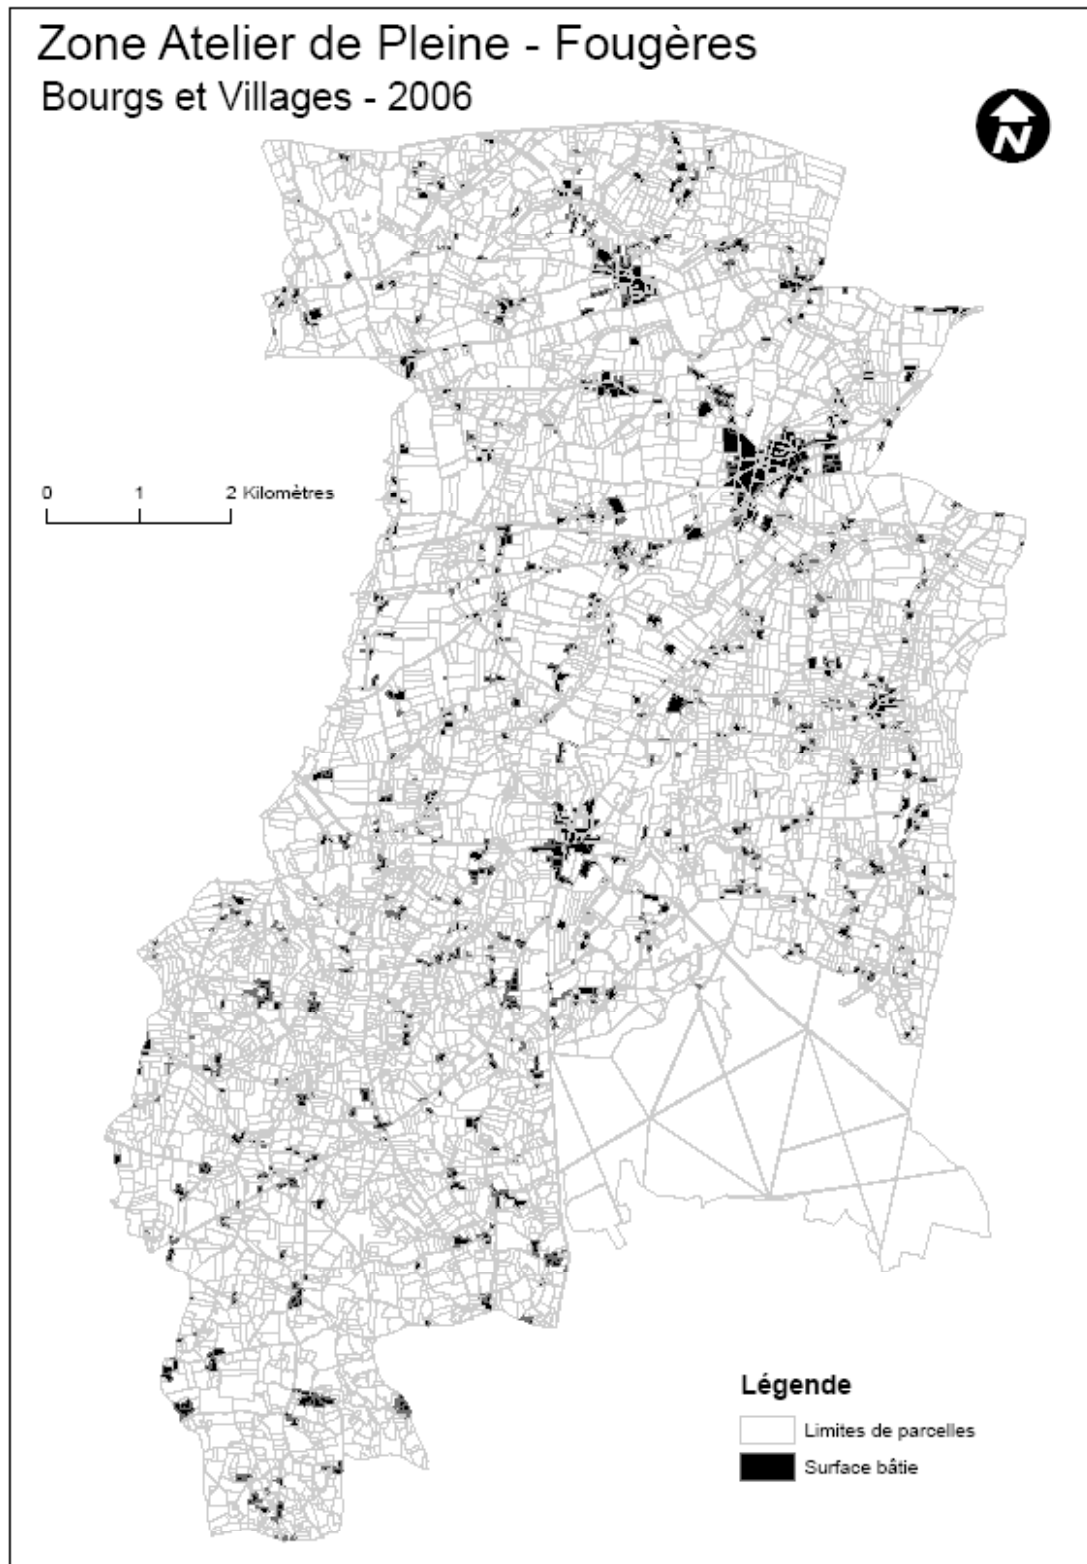 Zone Atelier de Pleine - Fougères
Bourgs et Villages - 2006
N
0 1 2 Kilomètres
Légende
Limites de parcelles
Surface bâtie